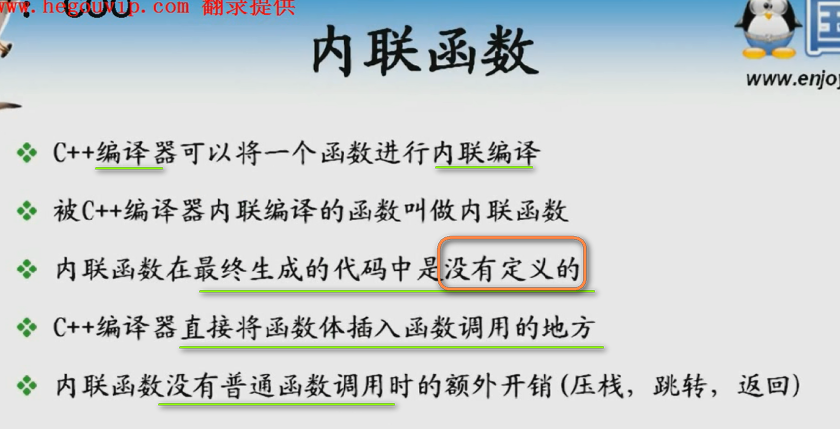 www.hegouvip.com 翻录提供
内联函数
www.enjoy
C++编译器可以将一个函数进行内联编译
被C++编译器内联编译的函数叫做内联函数
内联函数在最终生成的代码中是没有定义的
C++编译器直接将函数体插入函数调用的地方
内联函数没有普通函数调用时的额外开销(压栈，跳转，返回)